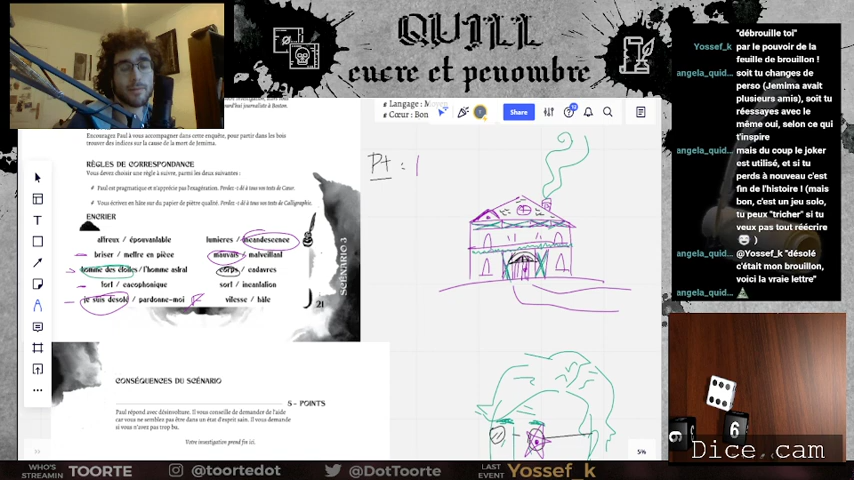 QUILL
encre et penombre
"débrouille toi"
Yossef_k par le pouvoir de la
feuille de brouillon !
angela_quid... soit tu changes de
perso (Jemima avait
plusieurs amis), soit tu
réessayes avec le
même oui, selon ce qui
t'inspire
angela_quid... mais du coup le joker
est utilisé, et si tu
perds à nouveau c'est
fin de l'histoire ! (mais
bon, c'est un jeu solo,
tu peux "tricher" si tu
veux pas tout réécrire
)
angela_quid... @Yossef_k "désolé
c'était mon brouillon,
voici la vraie lettre"
angela_quid...
# Langage : M
# Cœur : Bon
Share
Pt :
Encouragez Paul à vous accompagner dans cette enquête, pour partir dans les bois
trouver des indices sur la cause de la mort de Jemima.
RÈGLES DE CORRESPONDANCE
Vous devez choisir une règle à suivre, parmi les deux suivantes :
Paul est pragmatique et n'apprécie pas l'exagération. Perdez -1 dé à tous vos tests de Cœur.
Vous écrivez en hâte sur du papier de piètre qualité. Perdez -1 dé à tous vos tests de Calligraphie.
ENCRIER
affreux / épouvantable
lumières / incandescence
briser / mettre en pièce
mauvais / malveillant
homme des étoiles / l'homme astral
corps / cadavres
fort / cacophonique
sort / incantation
je suis désolé / pardonne-moi
vitesse / hâte
SCÉNARIO 3
21
CONSÉQUENCES DU SCÉNARIO
5 - POINTS
Paul répond avec désinvolture. Il vous conseille de demander de l'aide
car vous ne semblez pas être dans un état d'esprit sain. Il vous demande
si vous n'avez pas trop bu.
Votre investigation prend fin ici.
5%
6
Dice.cam
WHO'S
STREAMIN
TOORTE
@toortedot
@DotToorte
LAST
EVENT
Yossef_k